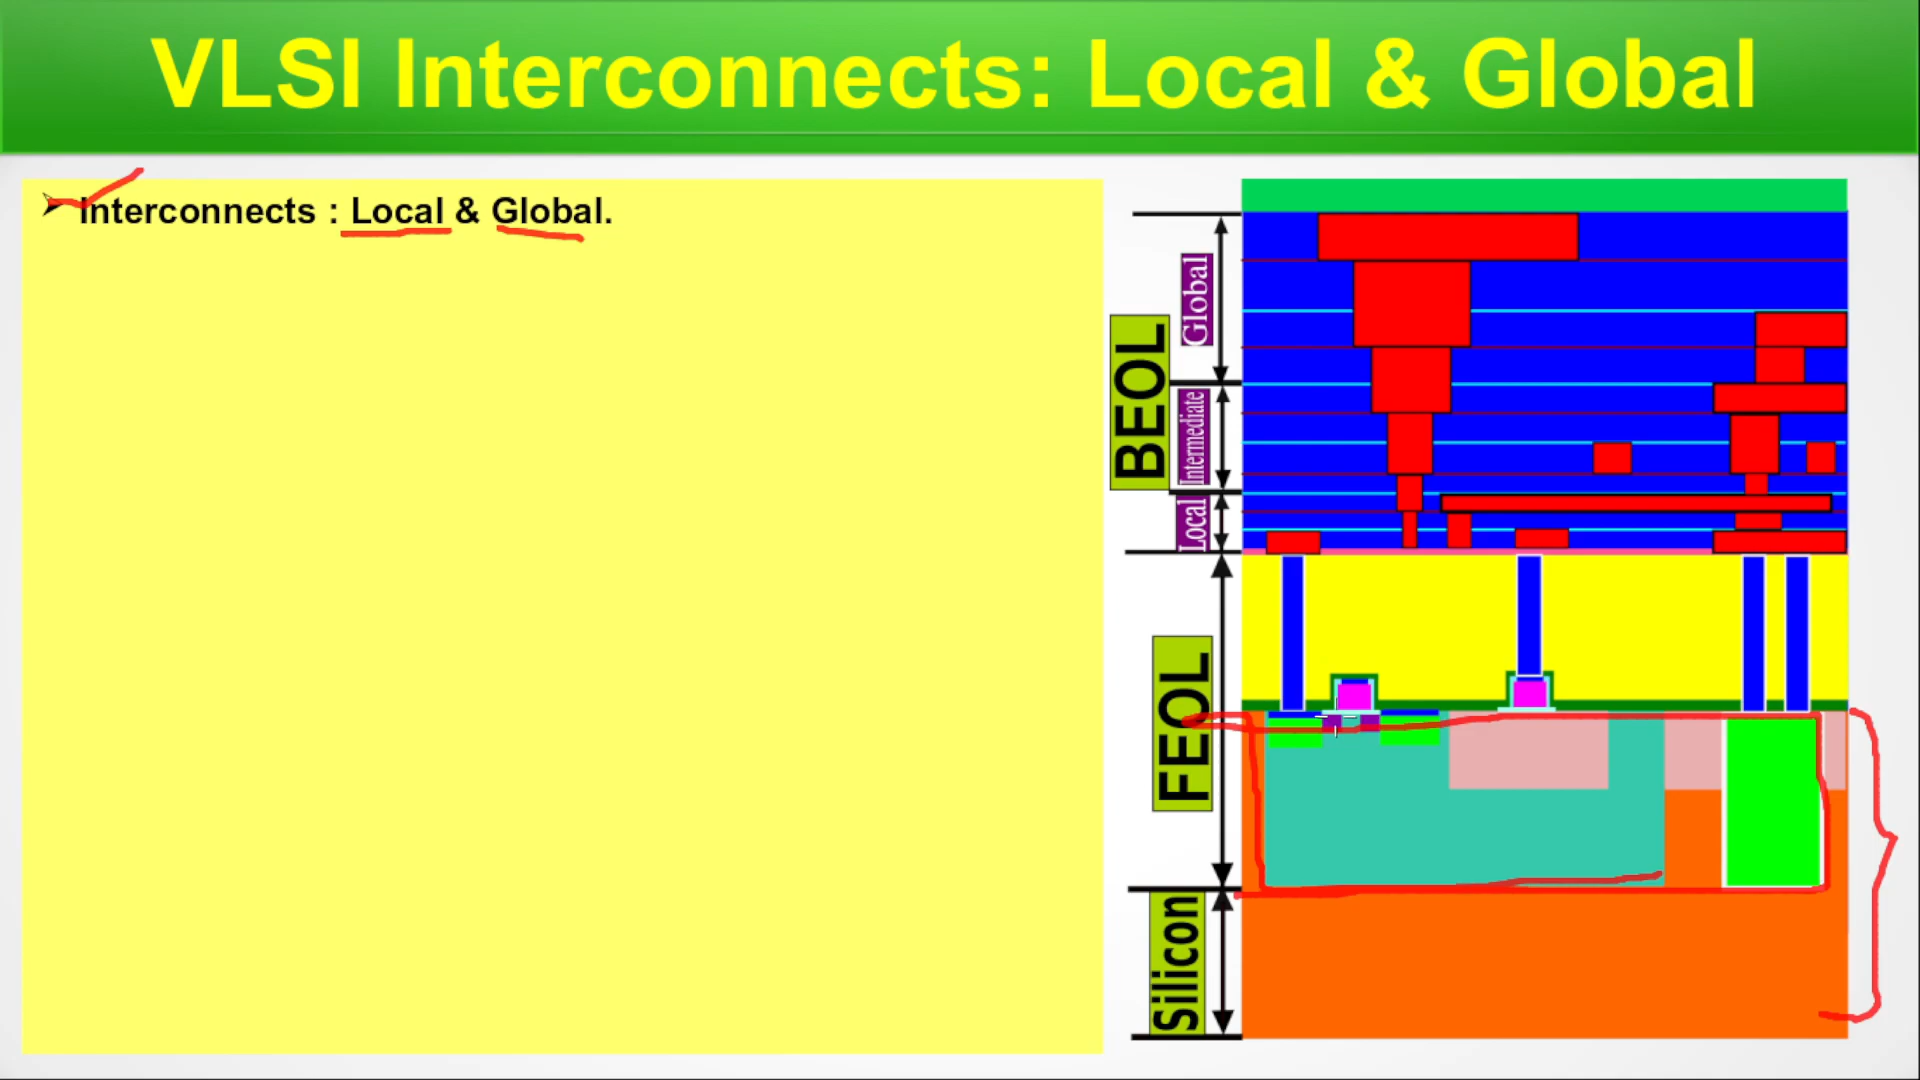 VLSI Interconnects: Local & Global
Interconnects : Local & Global.
BEOL
Global
Intermediate
Local
FEOL
Silicon